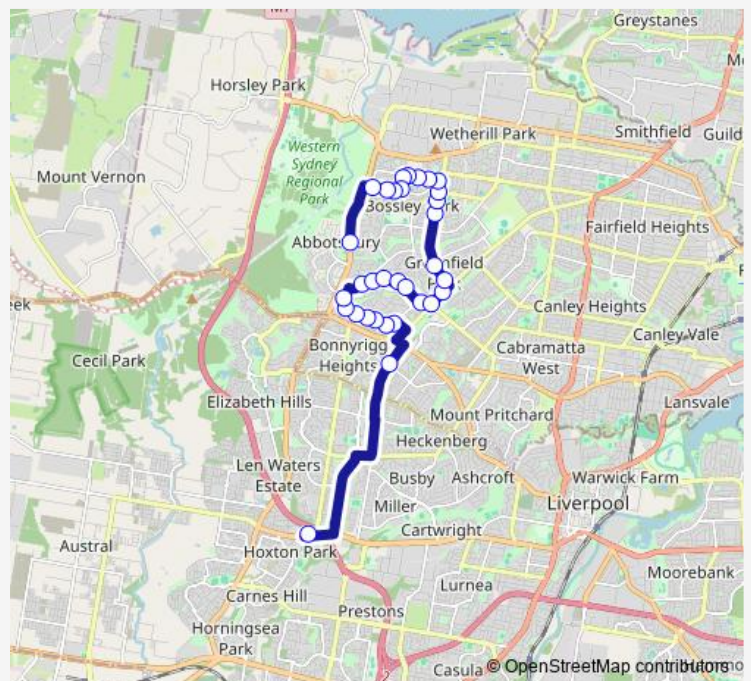 M7
Greystanes
Horsley Park
Wetherill Park
Smithfield
Guild
Western
Sydney
Regional
Park
Mount Vernon
Bossley Park
Fairfield Heights
Abbotsbury
Greenfield
eek
Canley Heights
Canley Vale
Bonnyrigg
Heights
Cabramatta
West
Cecil Park
Elizabeth Hills
Lansvale
Mount Pritchard
Heckenberg
Len Waters
Estate
Busby
Ashcroft
Warwick Farm
Miller
Liverpool
Cartwright
Austral
Hoxton Park
Moorebank
Lurnea
Carnes Hill
Prestons
Horningsea
Park
Casula
© OpenStreetMap contributors